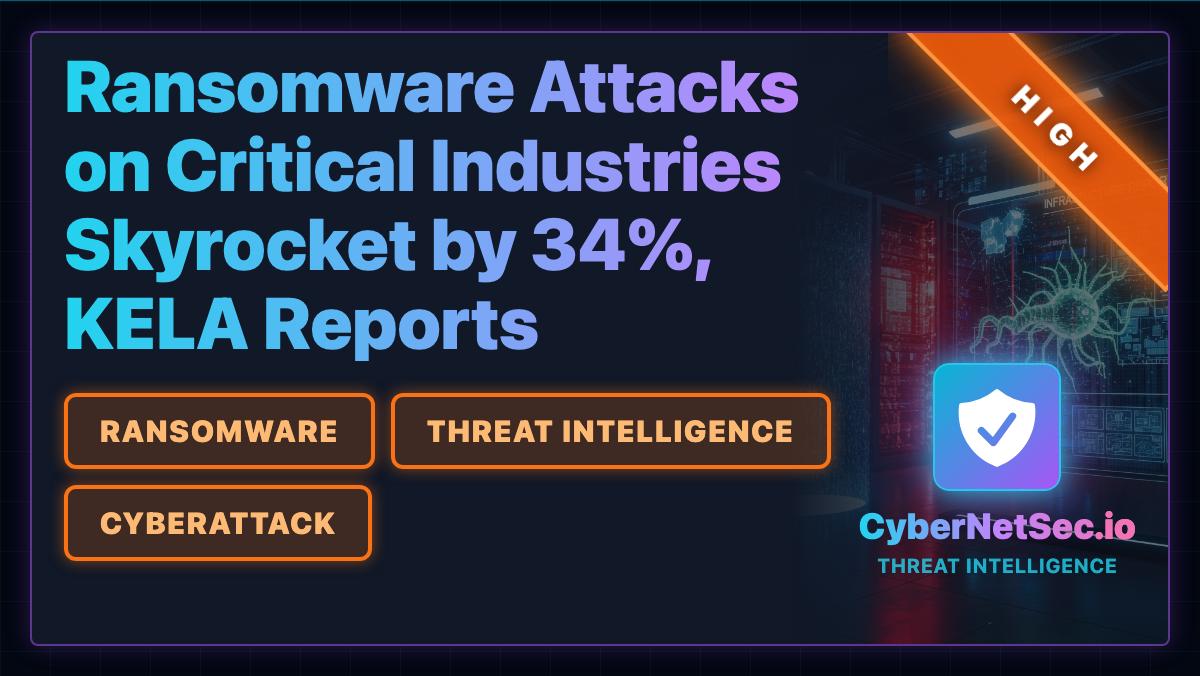 Ransomware Attacks
on Critical Industries
Skyrocket by 34%,
KELA Reports
HIGH
RANSOMWARE
THREAT INTELLIGENCE
CYBERATTACK
CyberNetSec.io
THREAT INTELLIGENCE